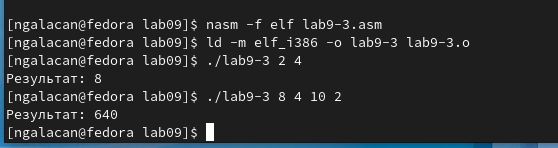 [ngalacan@fedora lab09]$ nasm -f elf lab9-3.asm
[ngalacan@fedora lab09]$ ld -m elf_i386 -o lab9-3 lab9-3.o
[ngalacan@fedora lab09]$ ./lab9-3 2 4
Результат: 8
[ngalacan@fedora lab09]$ ./lab9-3 8 4 10 2
Результат: 640
[ngalacan@fedora lab09]$